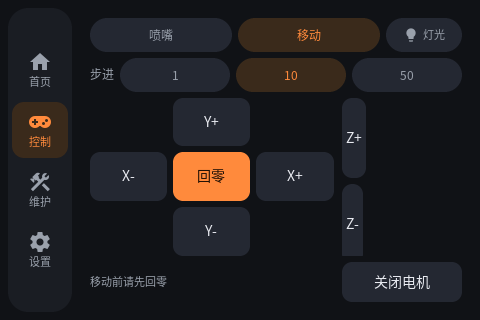 喷嘴 移动 灯光
步进 1 10 50
首页
控制
维护
设置
Y+
Z+
X- 回零 X+
Y-
Z-
移动前请先回零 关闭电机